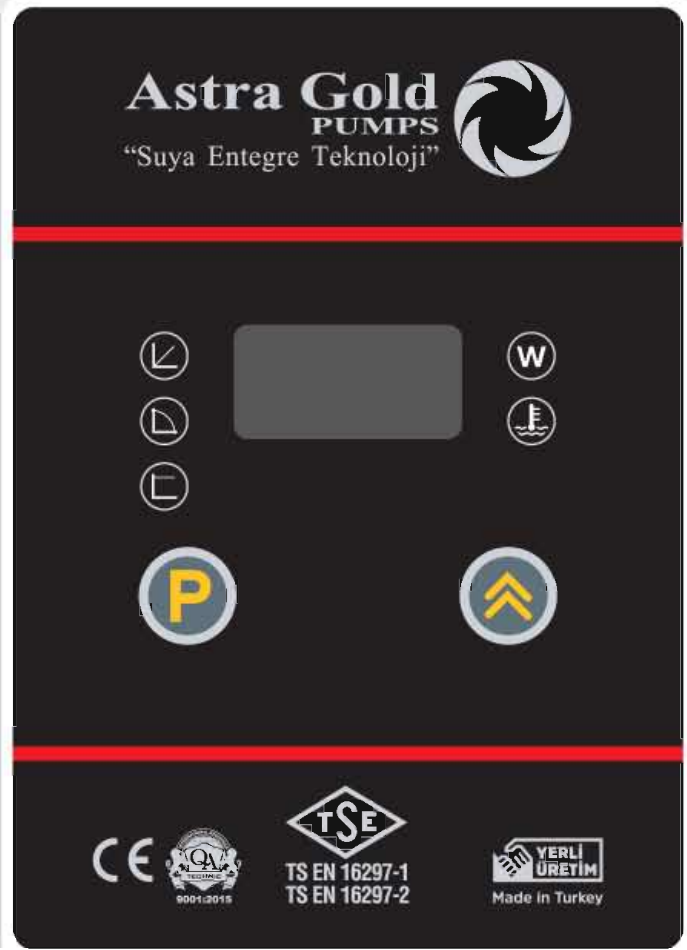 Astra Gold
PUMPS
“Suya Entegre Teknoloji”
W
P
TSE
CE
QA
TECHNIC
9001:2015
TS EN 16297-1
TS EN 16297-2
YERLİ
ÜRETİM
Made in Turkey